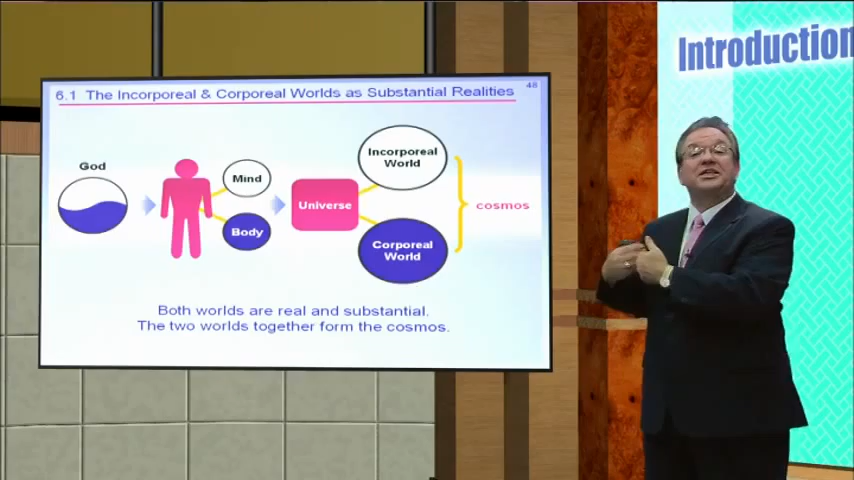 Introduction
6.1 The Incorporeal & Corporeal Worlds as Substantial Realities
48
God
Mind
Body
Universe
Incorporeal
World
Corporeal
World
cosmos
Both worlds are real and substantial.
The two worlds together form the cosmos.